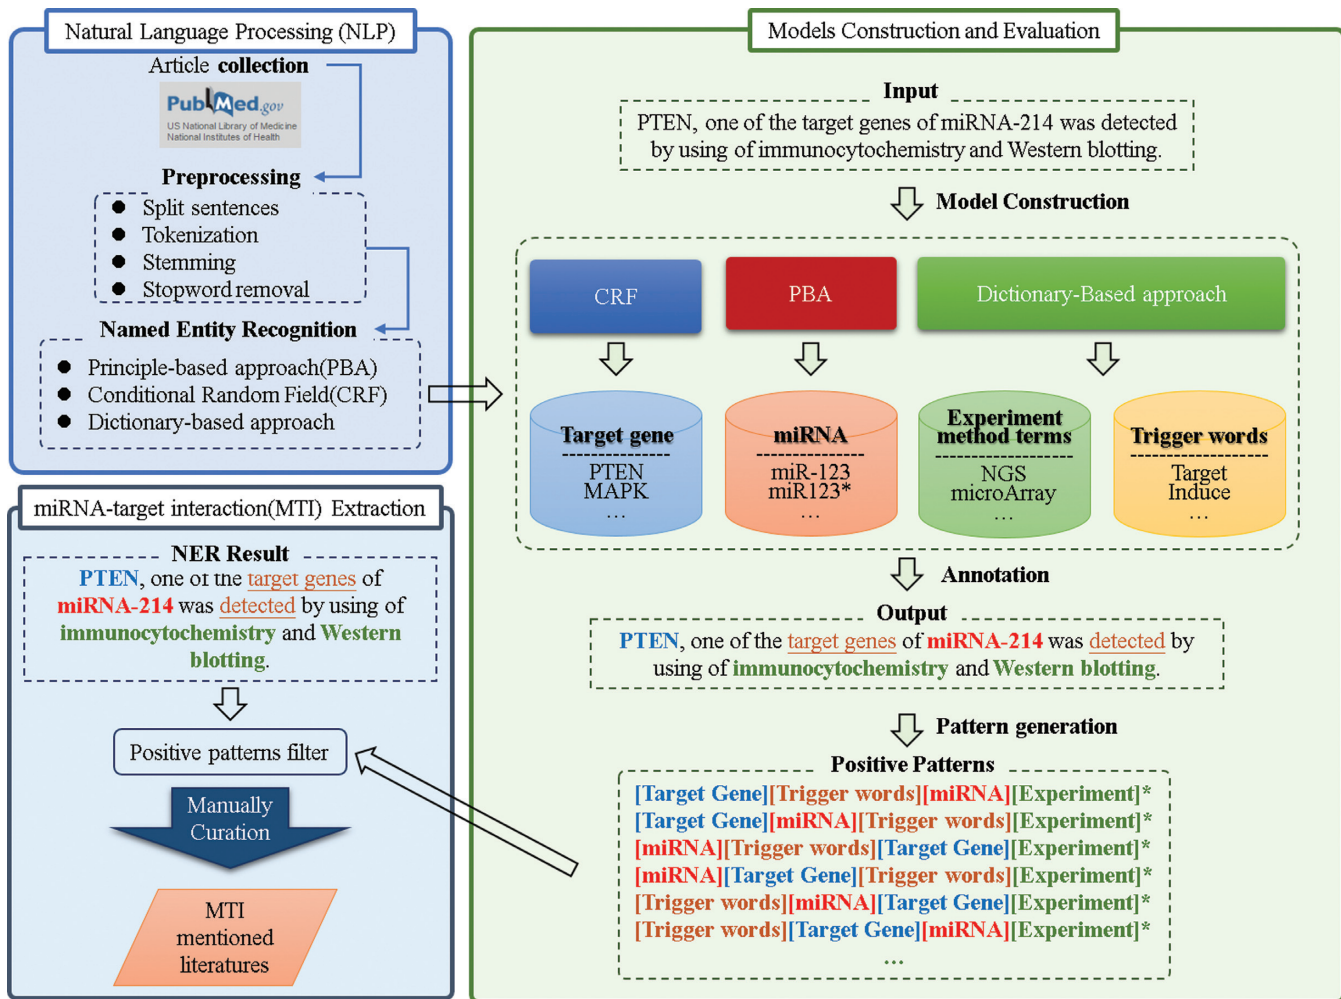 Natural Language Processing (NLP)
Article collection
PubMed.gov
US National Library of Medicine
National Institutes of Health
Preprocessing
● Split sentences
● Tokenization
● Stemming
● Stopword removal
Named Entity Recognition
● Principle-based approach(PBA)
● Conditional Random Field(CRF)
● Dictionary-based approach
miRNA-target interaction(MTI) Extraction
NER Result
PTEN, one of the target genes of
miRNA-214 was detected by using of
immunocytochemistry and Western
blotting.
Positive patterns filter
Manually
Curation
MTI
mentioned
literatures
Models Construction and Evaluation
Input
PTEN, one of the target genes of miRNA-214 was detected
by using of immunocytochemistry and Western blotting.
Model Construction
CRF
PBA
Dictionary-Based approach
Target gene
PTEN
MAPK
...
miRNA
miR-123
miR123*
...
Experiment
method terms
NGS
microArray
...
Trigger words
Target
Induce
...
Annotation
Output
PTEN, one of the target genes of miRNA-214 was detected by
using of immunocytochemistry and Western blotting.
Pattern generation
Positive Patterns
[Target Gene][Trigger words][miRNA][Experiment]*
[Target Gene][miRNA][Trigger words][Experiment]*
[miRNA][Trigger words][Target Gene][Experiment]*
[miRNA][Target Gene][Trigger words][Experiment]*
[Trigger words][miRNA][Target Gene][Experiment]*
[Trigger words][Target Gene][miRNA][Experiment]*
...